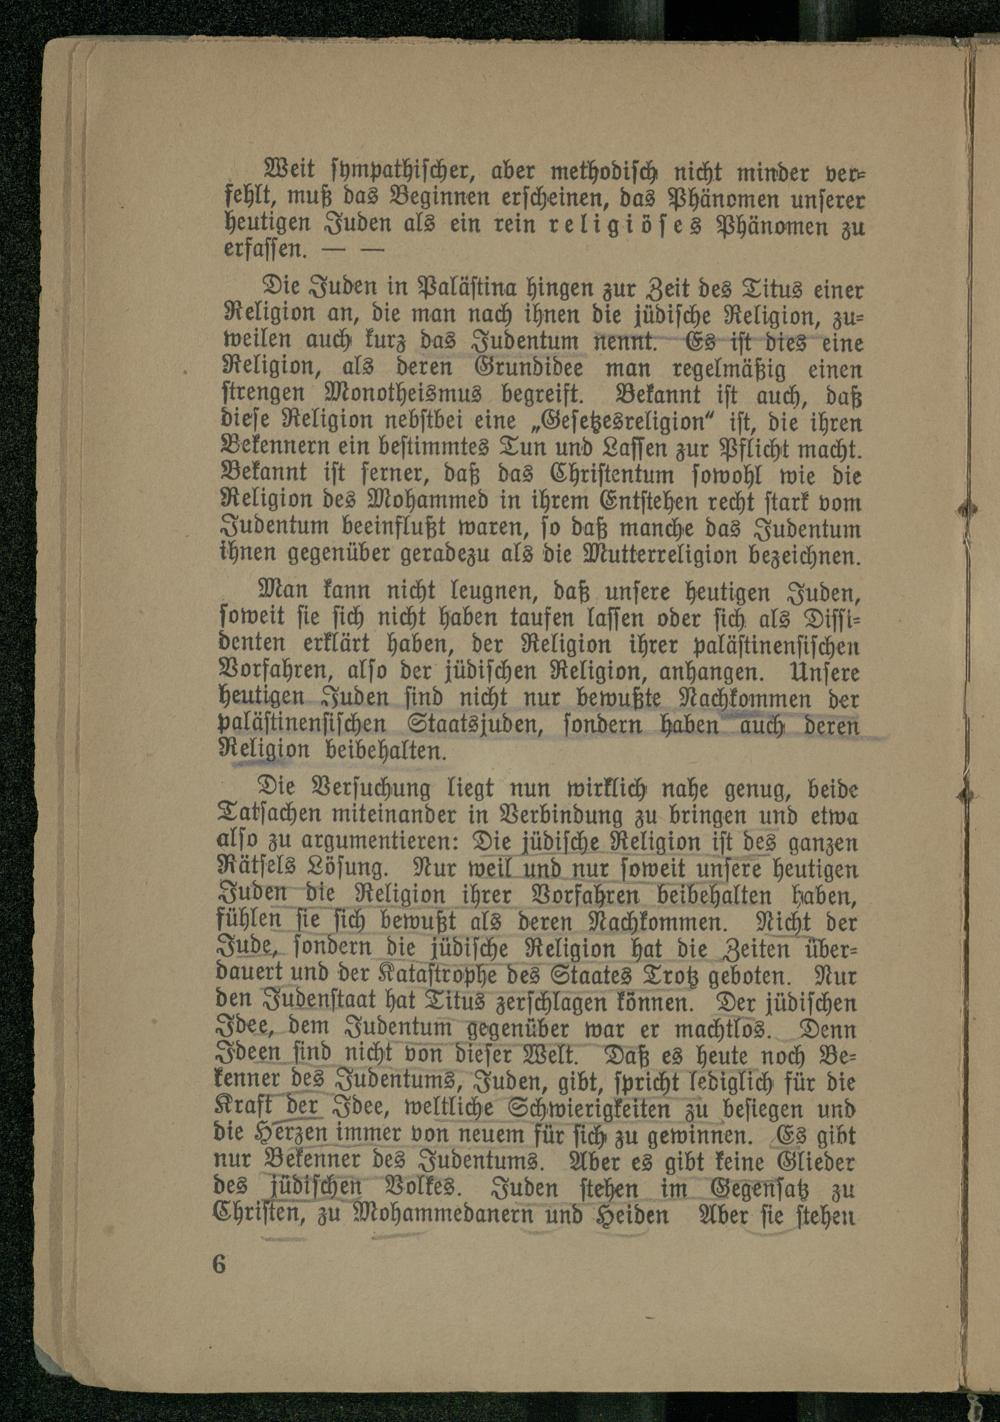 Weit sympathischer, aber methodisch nicht minder ver-
fehlt, muß das Beginnen erscheinen, das Phänomen unserer
heutigen Juden als ein rein religiöses Phänomen zu
erfassen. — —
Die Juden in Palästina hingen zur Zeit des Titus einer
Religion an, die man nach ihnen die jüdische Religion, zu-
weilen auch kurz das Judentum nennt. Es ist dies eine
Religion, als deren Grundidee man regelmäßig einen
strengen Monotheismus begreift. Bekannt ist auch, daß
diese Religion nebstbei eine „Gesetzesreligion“ ist, die ihren
Bekennern ein bestimmtes Tun und Lassen zur Pflicht macht.
Bekannt ist ferner, daß das Christentum sowohl wie die
Religion des Mohammed in ihrem Entstehen recht stark vom
Judentum beeinflußt waren, so daß manche das Judentum
ihnen gegenüber geradezu als die Mutterreligion bezeichnen.
Man kann nicht leugnen, daß unsere heutigen Juden,
soweit sie sich nicht haben taufen lassen oder sich als Dissi-
denten erklärt haben, der Religion ihrer palästinensischen
Vorfahren, also der jüdischen Religion, anhangen. Unsere
heutigen Juden sind nicht nur bewußte Nachkommen der
palästinensischen Staatsjuden, sondern haben auch deren
Religion beibehalten.
Die Versuchung liegt nun wirklich nahe genug, beide
Tatsachen miteinander in Verbindung zu bringen und etwa
also zu argumentieren: Die jüdische Religion ist des ganzen
Rätsels Lösung. Nur weil und nur soweit unsere heutigen
Juden die Religion ihrer Vorfahren beibehalten haben,
fühlen sie sich bewußt als deren Nachkommen. Nicht der
Jude, sondern die jüdische Religion hat die Zeiten über-
dauert und der Katastrophe des Staates Trotz geboten. Nur
den Judenstaat hat Titus zerschlagen können. Der jüdischen
Idee, dem Judentum gegenüber war er machtlos. Denn
Ideen sind nicht von dieser Welt. Daß es heute noch Be-
kenner des Judentums, Juden, gibt, spricht lediglich für die
Kraft der Idee, weltliche Schwierigkeiten zu besiegen und
die Herzen immer von neuem für sich zu gewinnen. Es gibt
nur Bekenner des Judentums. Aber es gibt keine Glieder
des jüdischen Volkes. Juden stehen im Gegensatz zu
Christen, zu Mohammedanern und Heiden Aber sie stehen
6